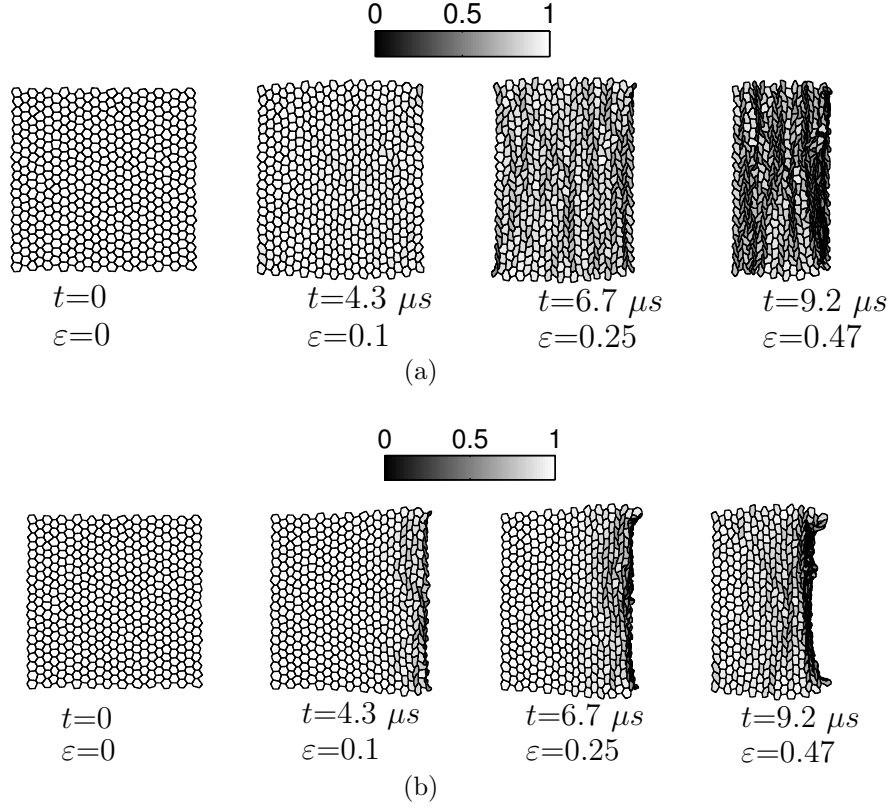 0 0.5 1
t=0 t=4.3 μs t=6.7 μs t=9.2 μs
ε=0 ε=0.1 ε=0.25 ε=0.47
(a)
0 0.5 1
t=0 t=4.3 μs t=6.7 μs t=9.2 μs
ε=0 ε=0.1 ε=0.25 ε=0.47
(b)